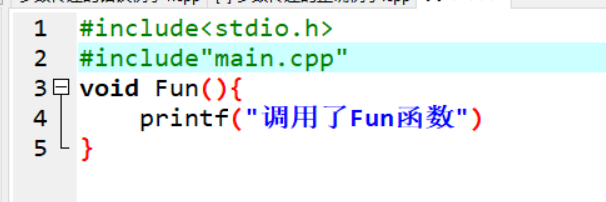 1 #include<stdio.h>
2 #include"main.cpp"
3 void Fun(){
4 printf("调用了Fun函数")
5 }